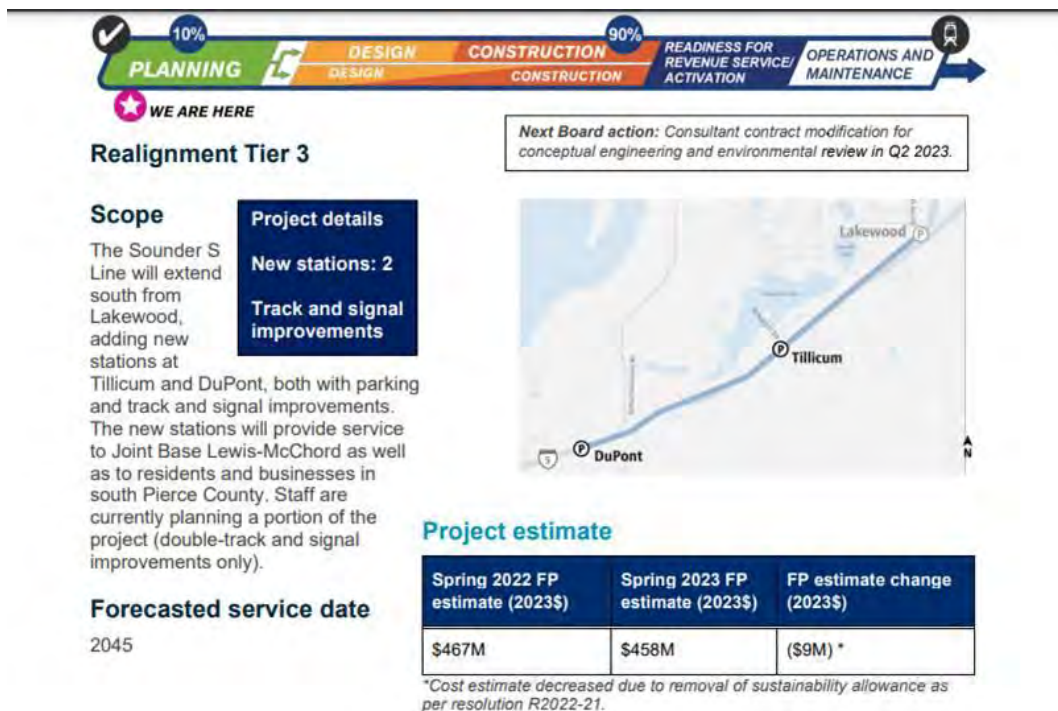 10%
90%
PLANNING
DESIGN
CONSTRUCTION
DESIGN
CONSTRUCTION
READINESS FOR
REVENUE SERVICE/
ACTIVATION
OPERATIONS AND
MAINTENANCE
WE ARE HERE
Realignment Tier 3
Next Board action: Consultant contract modification for
conceptual engineering and environmental review in Q2 2023.
Scope
The Sounder S
Line will extend
south from
Lakewood,
adding new
stations at
Tillicum and DuPont, both with parking
and track and signal improvements.
The new stations will provide service
to Joint Base Lewis-McChord as well
as to residents and businesses in
south Pierce County. Staff are
currently planning a portion of the
project (double-track and signal
improvements only).
Project details
New stations: 2
Track and signal
improvements
Lakewood P
P
Tillicum
P DuPont
5
N
Forecasted service date
2045
Project estimate
Spring 2022 FP
estimate (2023$)
Spring 2023 FP
estimate (2023$)
FP estimate change
(2023$)
$467M
$458M
($9M) *
*Cost estimate decreased due to removal of sustainability allowance as
per resolution R2022-21.